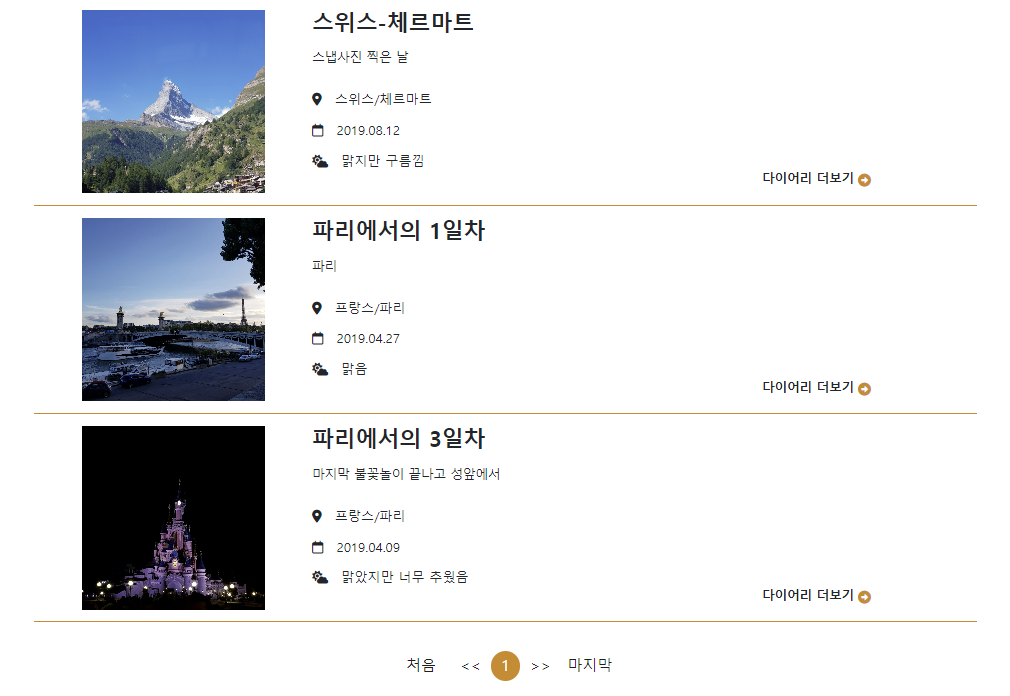 스위스-체르마트
스냅사진 찍은 날
스위스/체르마트
2019.08.12
맑지만 구름낌
다이어리 더보기
파리에서의 1일차
파리
프랑스/파리
2019.04.27
맑음
다이어리 더보기
파리에서의 3일차
마지막 불꽃놀이 끝나고 성앞에서
프랑스/파리
2019.04.09
맑았지만 너무 추웠음
다이어리 더보기
처음 << 1 >> 마지막